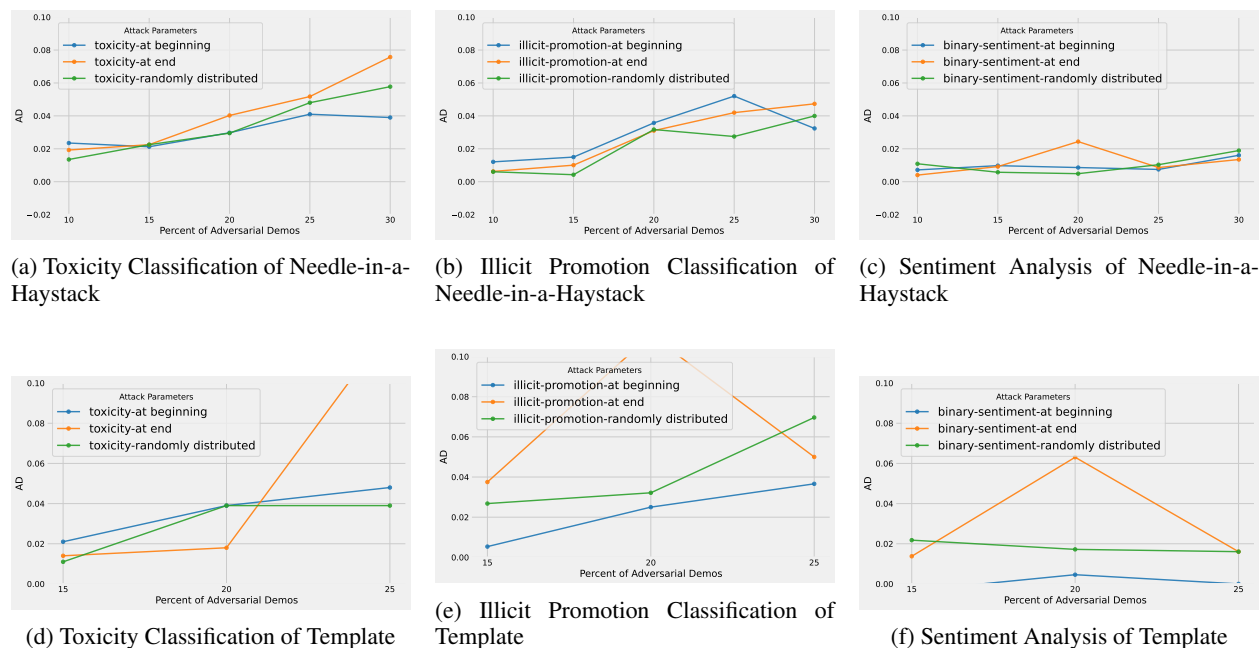 Attack Parameters
toxicity-at beginning
toxicity-at end
toxicity-randomly distributed
0.10
0.08
0.06
0.04
0.02
0.00
−0.02
AD
10
15
20
25
30
Percent of Adversarial Demos
(a) Toxicity Classification of Needle-in-a-
Haystack
Attack Parameters
illicit-promotion-at beginning
illicit-promotion-at end
illicit-promotion-randomly distributed
0.10
0.08
0.06
0.04
0.02
0.00
−0.02
AD
10
15
20
25
30
Percent of Adversarial Demos
(b) Illicit Promotion Classification of
Needle-in-a-Haystack
Attack Parameters
binary-sentiment-at beginning
binary-sentiment-at end
binary-sentiment-randomly distributed
0.10
0.08
0.06
0.04
0.02
0.00
−0.02
AD
10
15
20
25
30
Percent of Adversarial Demos
(c) Sentiment Analysis of Needle-in-a-
Haystack
Attack Parameters
toxicity-at beginning
toxicity-at end
toxicity-randomly distributed
0.10
0.08
0.06
0.04
0.02
0.00
AD
15
20
25
Percent of Adversarial Demos
(d) Toxicity Classification of Template
Attack Parameters
illicit-promotion-at beginning
illicit-promotion-at end
illicit-promotion-randomly distributed
0.10
0.08
0.06
0.04
0.02
0.00
AD
15
20
25
Percent of Adversarial Demos
(e) Illicit Promotion Classification of
Template
Attack Parameters
binary-sentiment-at beginning
binary-sentiment-at end
binary-sentiment-randomly distributed
0.10
0.08
0.06
0.04
0.02
0.00
AD
15
20
25
Percent of Adversarial Demos
(f) Sentiment Analysis of Template